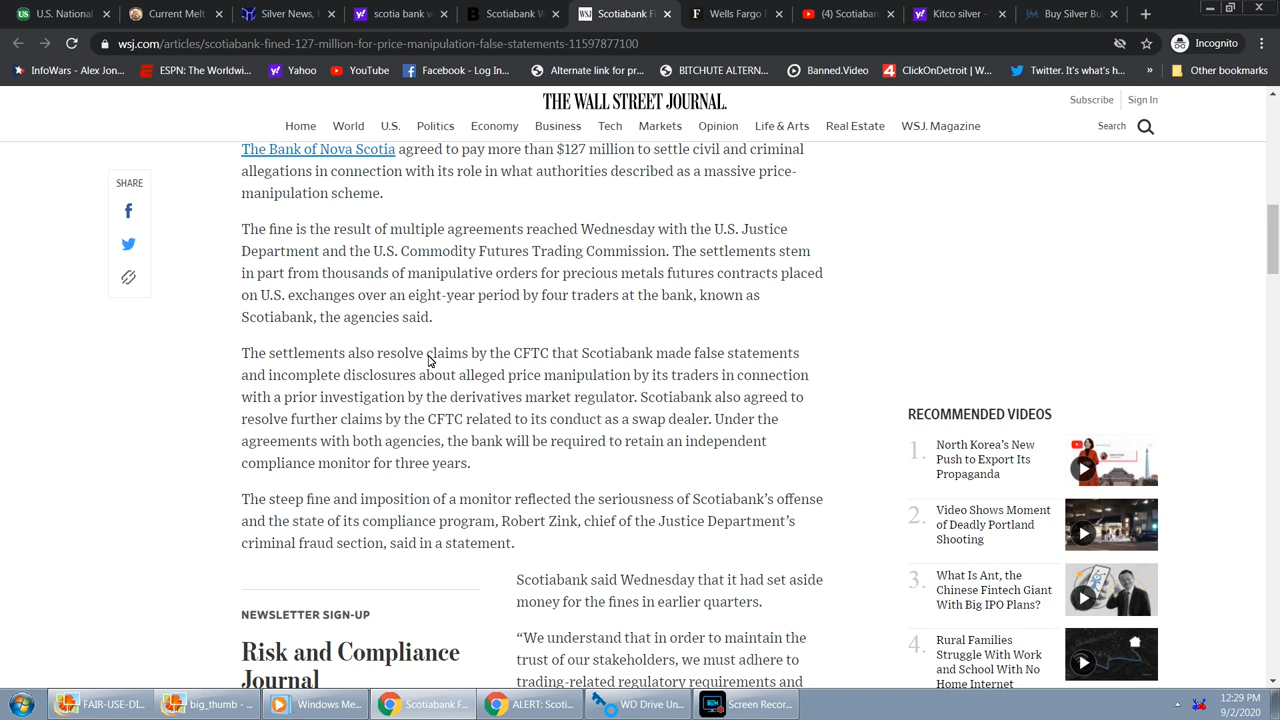 U.S. National
Latest Metal
Scotiabank
Scotiabank W
WSJ
Scotiabank Fi
Wells Fargo
(4) Scotiaban
Kitco silver
Buy Silver Bu
wsj.com/articles/scotiabank-fined-127-million-for-price-manipulation-false-statements-11597877100
Incognito
InfoWars - Alex Jon...
ESPN: The Worldwi...
Yahoo
YouTube
Facebook - Log In...
Alternate link for pr...
BITCHUTE ALTERN...
Banned.Video
ClickOnDetroit | W...
Twitter. It's what's h...
»
Other bookmarks
THE WALL STREET JOURNAL.
Subscribe
Sign In
Home World U.S. Politics Economy Business Tech Markets Opinion Life & Arts Real Estate WSJ. Magazine
Search
SHARE
The Bank of Nova Scotia agreed to pay more than $127 million to settle civil and criminal
allegations in connection with its role in what authorities described as a massive price-
manipulation scheme.
The fine is the result of multiple agreements reached Wednesday with the U.S. Justice
Department and the U.S. Commodity Futures Trading Commission. The settlements stem
in part from thousands of manipulative orders for precious metals futures contracts placed
on U.S. exchanges over an eight-year period by four traders at the bank, known as
Scotiabank, the agencies said.
The settlements also resolve claims by the CFTC that Scotiabank made false statements
and incomplete disclosures about alleged price manipulation by its traders in connection
with a prior investigation by the derivatives market regulator. Scotiabank also agreed to
resolve further claims by the CFTC related to its conduct as a swap dealer. Under the
agreements with both agencies, the bank will be required to retain an independent
compliance monitor for three years.
The steep fine and imposition of a monitor reflected the seriousness of Scotiabank's offense
and the state of its compliance program, Robert Zink, chief of the Justice Department's
criminal fraud section, said in a statement.
NEWSLETTER SIGN-UP
Risk and Compliance
Journal
Scotiabank said Wednesday that it had set aside
money for the fines in earlier quarters.
“We understand that in order to maintain the
trust of our stakeholders, we must adhere to
trading-related regulatory requirements and
RECOMMENDED VIDEOS
1.
North Korea's New
Push to Export Its
Propaganda
2.
Video Shows Moment
of Deadly Portland
Shooting
3.
What Is Ant, the
Chinese Fintech Giant
With Big IPO Plans?
4.
Rural Families
Struggle With Work
and School With No
Home Internet
FAIR-USE-DI...
big_thumb - ...
Windows Me...
Scotiabank F...
ALERT: Scoti...
WD Drive Un...
Screen Recor...
12:29 PM
9/2/2020